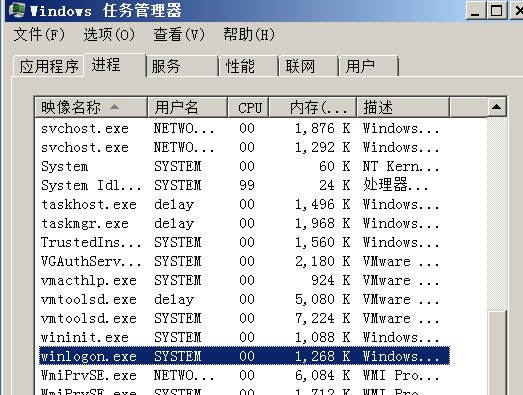 Windows 任务管理器
文件(F) 选项(O) 查看(V) 帮助(H)
应用程序 进程 服务 性能 联网 用户
映像名称 用户名 CPU 内存(... 描述
svchost.exe NETWO... 00 1,876 K Windows...
svchost.exe NETWO... 00 1,292 K Windows...
System SYSTEM 00 60 K NT Kern...
System Idl... SYSTEM 99 24 K 处理器...
taskhost.exe delay 00 1,496 K Windows...
taskmgr.exe delay 00 1,968 K Windows...
TrustedIns... SYSTEM 00 1,560 K Windows...
VGAuthServ... SYSTEM 00 2,180 K VMware ...
vmacthlp.exe SYSTEM 00 924 K VMware ...
vmtoolsd.exe delay 00 5,080 K VMware ...
vmtoolsd.exe SYSTEM 00 7,224 K VMware ...
wininit.exe SYSTEM 00 1,088 K Windows...
winlogon.exe SYSTEM 00 1,268 K Windows...
WmiPrvSE.exe NETWO... 00 6,084 K WMI Pro...
WmiPrvSE.exe SYSTEM 00 1,712 K WMI Pro...